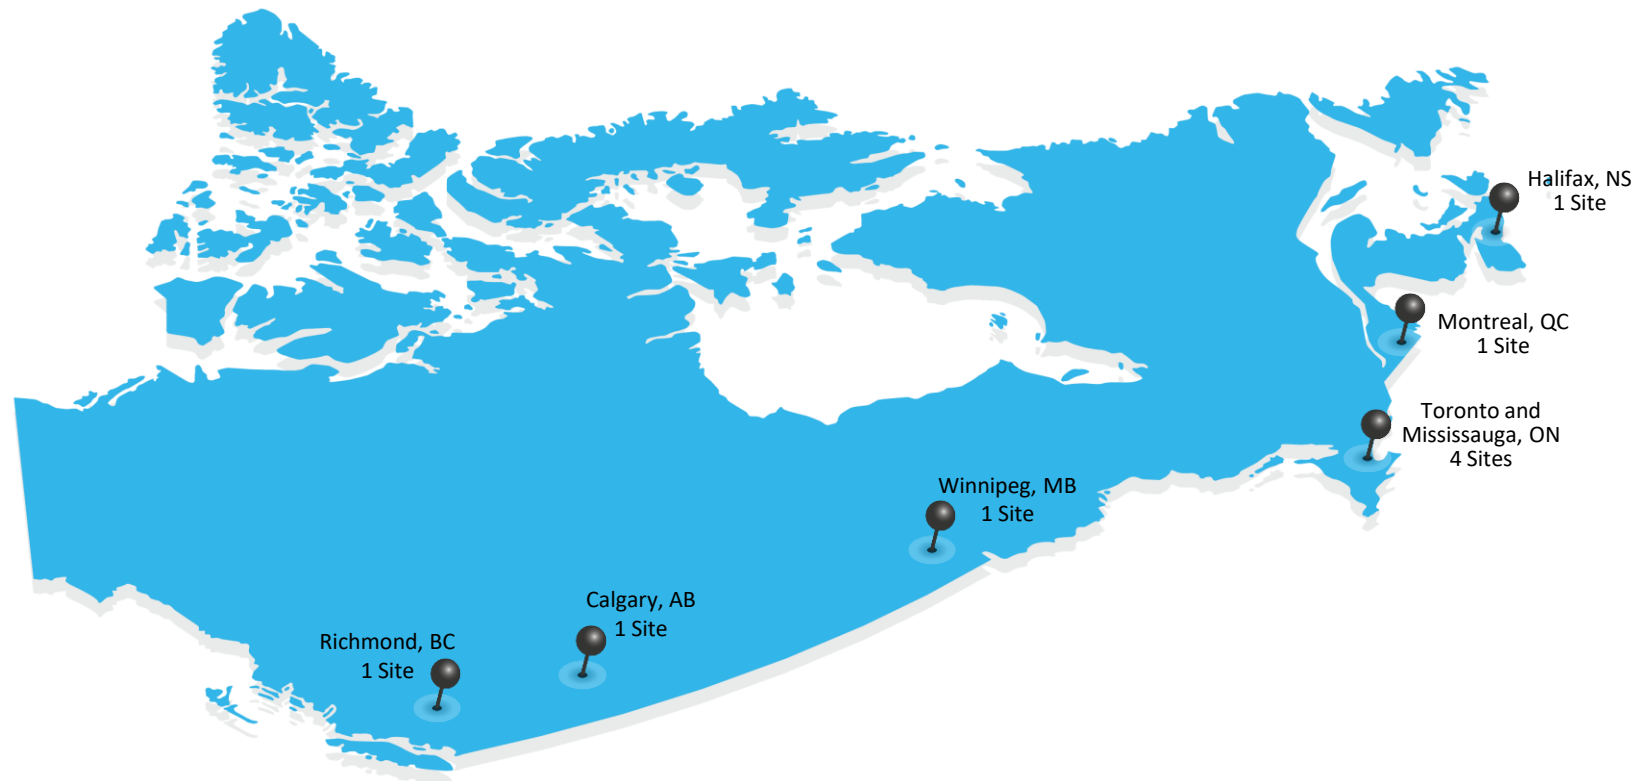 Halifax, NS
1 Site
Montreal, QC
1 Site
Toronto and
Mississauga, ON
4 Sites
Winnipeg, MB
1 Site
Calgary, AB
1 Site
Richmond, BC
1 Site